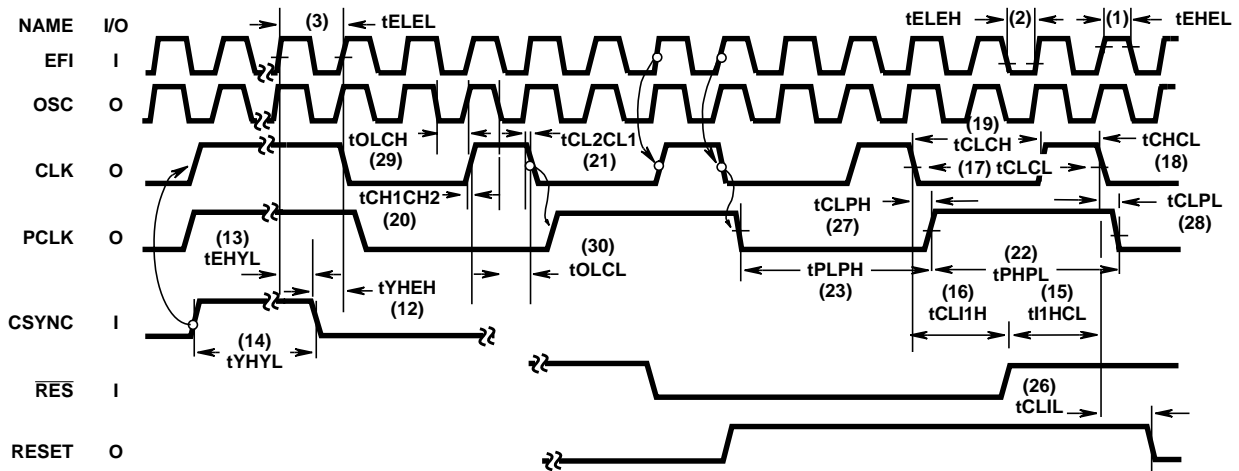 NAME I/O (3) tELEL tELEH (2) (1) tEHEL
EFI I
OSC O
tOLCH (29) tCL2CL1 (21) (19) tCLCH tCHCL (18)
CLK O (17) tCLCL
tCH1CH2 (20) tCLPH (27) tCLPL (28)
PCLK O
(13) tEHYL (30) tOLCL tPLPH (23) (22) tPHPL
tYHEH (12) (16) tCLI1H (15) tI1HCL
CSYNC I
(14) tYHYL
RES I (26) tCLIL
RESET O